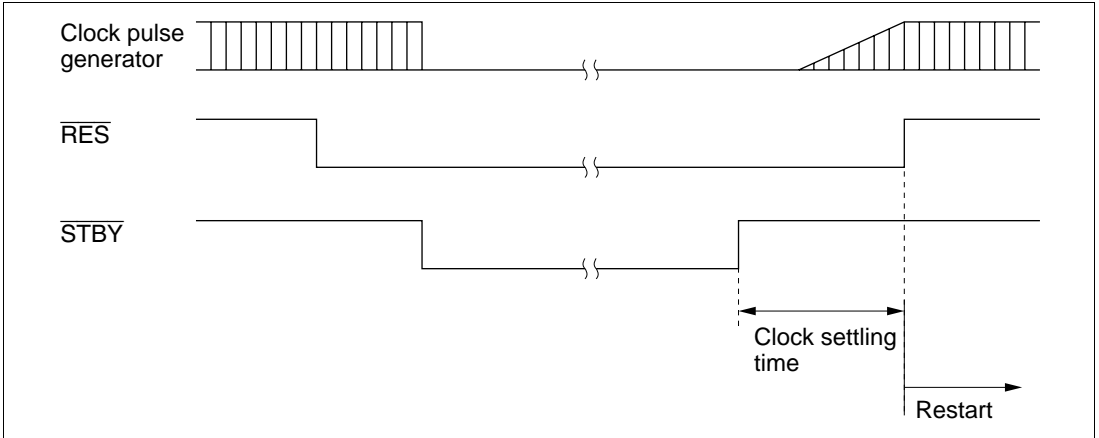 Clock pulse
generator
RES
STBY
Clock settling
time
Restart